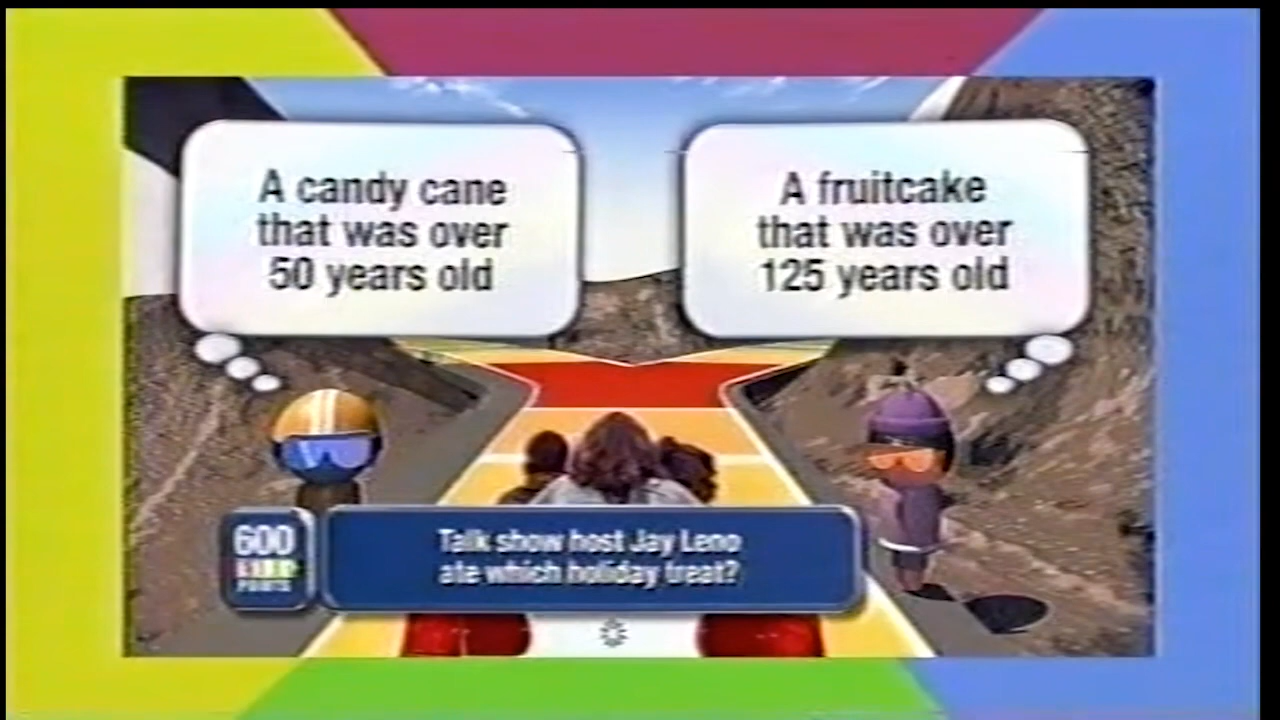 A candy cane
that was over
50 years old
A fruitcake
that was over
125 years old
600
POINTS
Talk show host Jay Leno
ate which holiday treat?